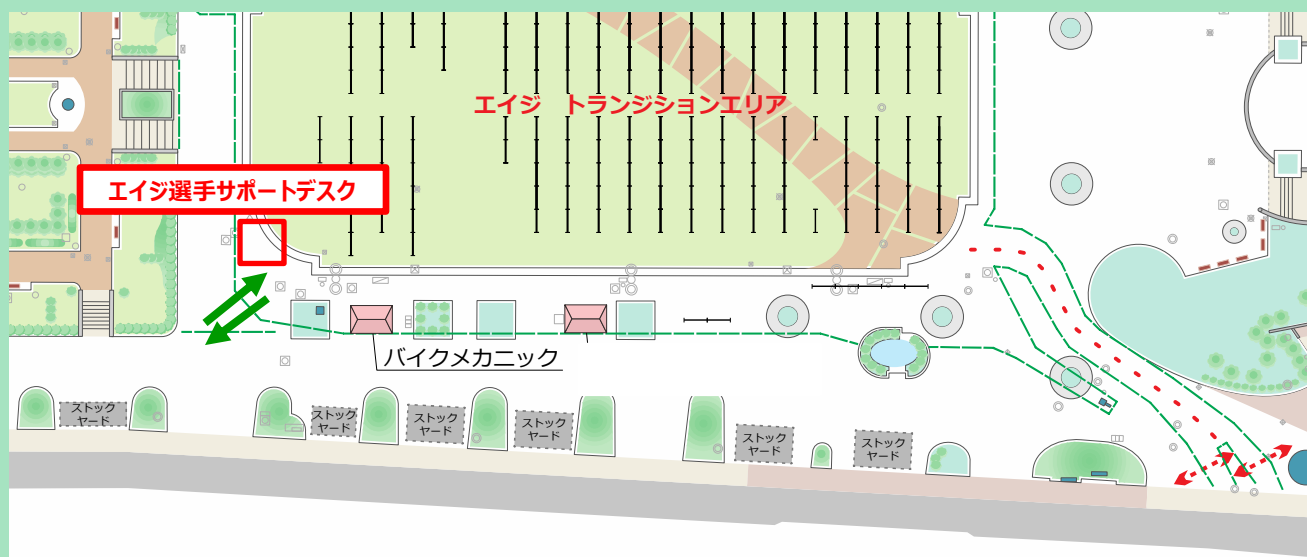 エイジ　トランジションエリア
エイジ選手サポートデスク
バイクメカニック
ストック
ヤード
ストック
ヤード
ストック
ヤード
ストック
ヤード
ストック
ヤード
ストック
ヤード